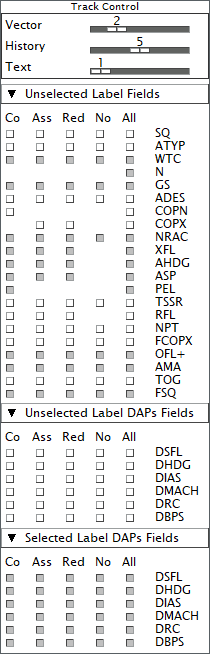 Track Control
Vector 2
History 5
Text 1
▼ Unselected Label Fields
Co Ass Red No All
SQ
ATYP
WTC
N
GS
ADES
COPN
COPX
NRAC
XFL
AHDG
ASP
PEL
TSSR
RFL
NPT
FCOPX
OFL+
AMA
TOG
FSQ
▼ Unselected Label DAPs Fields
Co Ass Red No All
DSFL
DHDG
DIAS
DMACH
DRC
DBPS
▼ Selected Label DAPs Fields
Co Ass Red No All
DSFL
DHDG
DIAS
DMACH
DRC
DBPS